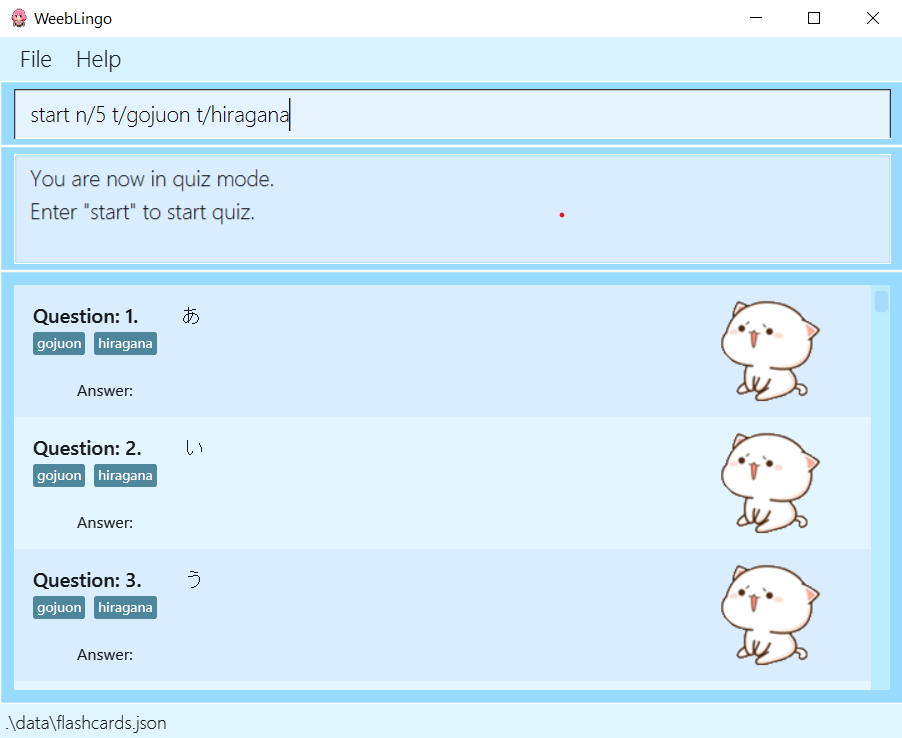 WeebLingo
File Help
start n/5 t/gojuon t/hiragana
You are now in quiz mode.
Enter "start" to start quiz.
Question: 1. あ
gojuon hiragana
Answer:
Question: 2. い
gojuon hiragana
Answer:
Question: 3. う
gojuon hiragana
Answer:
.\data\flashcards.json